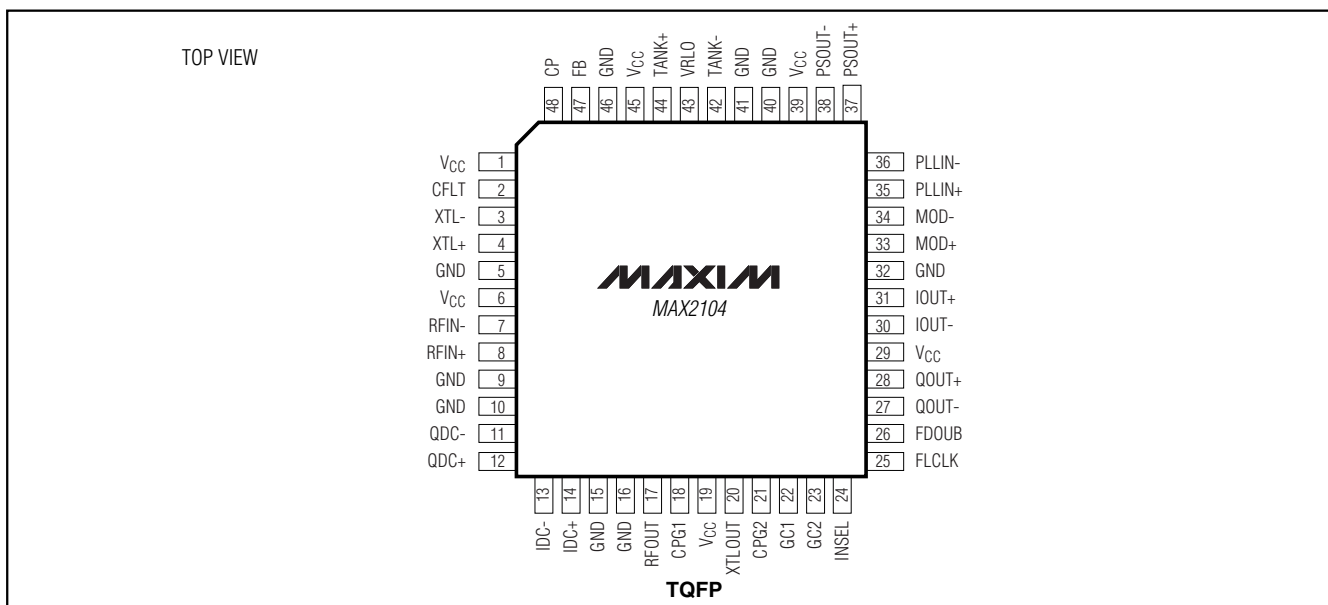 TOP VIEW
CP FB GND VCC TANK+ VRLO TANK- GND GND VCC PSOUT- PSOUT+
48 47 46 45 44 43 42 41 40 39 38 37
VCC 1 36 PLLIN-
CFLT 2 35 PLLIN+
XTL- 3 34 MOD-
XTL+ 4 33 MOD+
GND 5 32 GND
VCC 6 31 IOUT+
RFIN- 7 30 IOUT-
RFIN+ 8 29 VCC
GND 9 28 QOUT+
GND 10 27 QOUT-
QDC- 11 26 FDOUB
QDC+ 12 25 FLCLK
MAXIM
MAX2104
13 14 15 16 17 18 19 20 21 22 23 24
IDC- IDC+ GND GND RFOUT CPG1 VCC XTLOUT CPG2 GC1 GC2 INSEL
TQFP